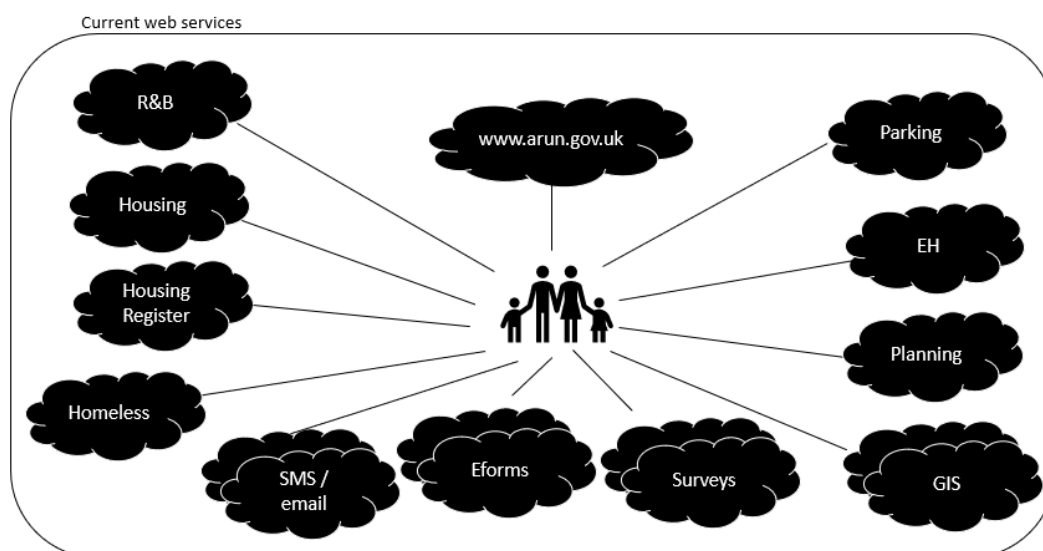 Current web services
R&B
www.arun.gov.uk
Parking
Housing
EH
Housing
Register
Planning
Homeless
SMS /
email
Eforms
Surveys
GIS